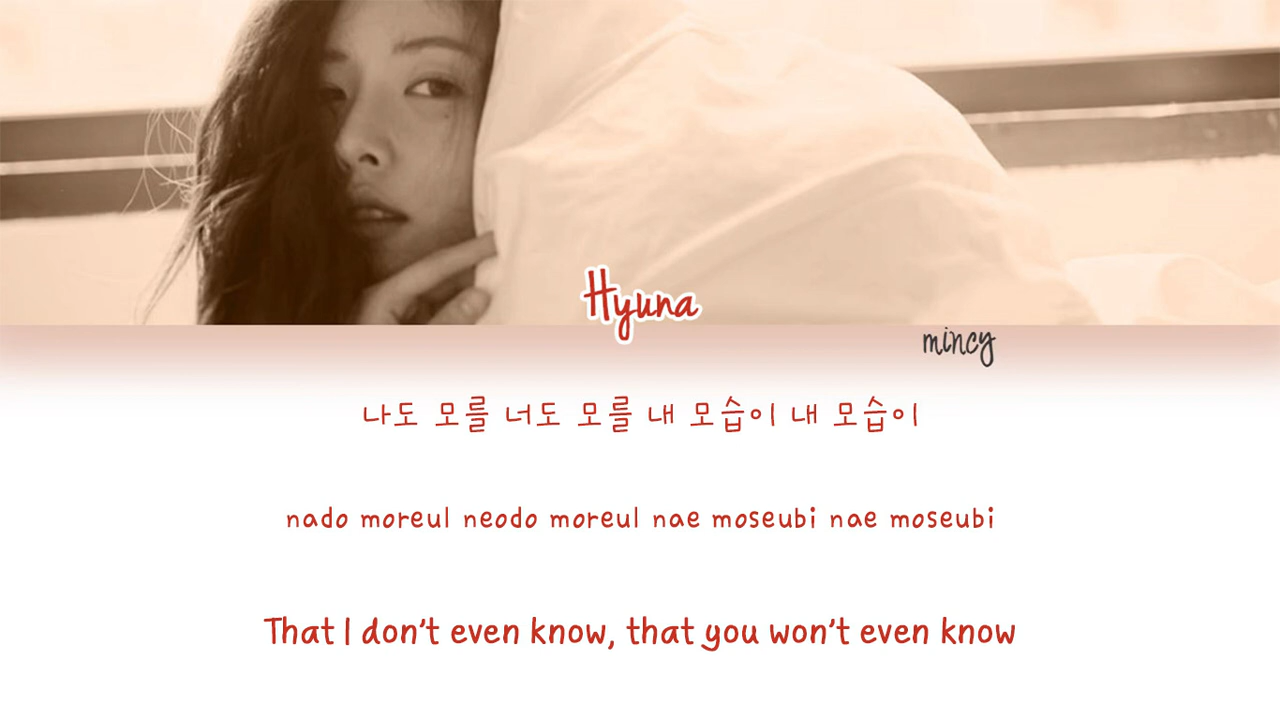 Hyuna
mincy
나도 모를 너도 모를 내 모습이 내 모습이
nado moreul neodo moreul nae moseubi nae moseubi
That I don't even know, that you won't even know